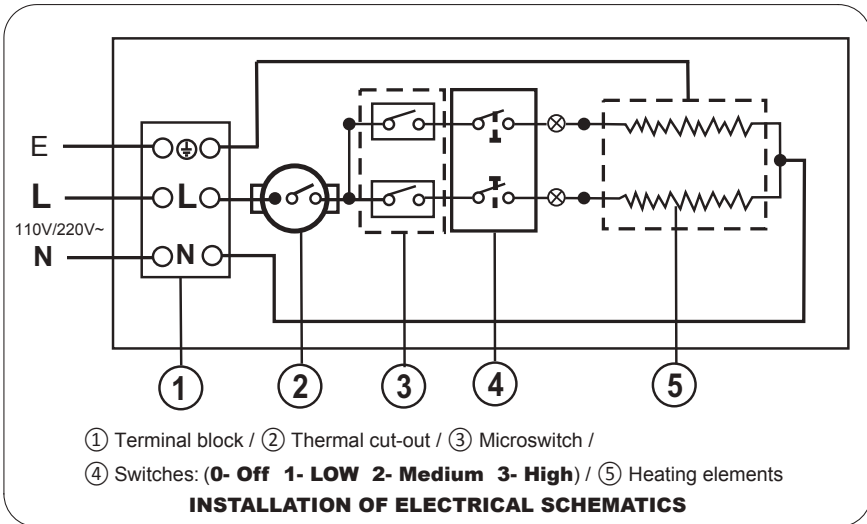 E
L
110V/220V~
N
L
N
1
2
3
4
5
① Terminal block / ② Thermal cut-out / ③ Microswitch /
④ Switches: (0- Off 1- LOW 2- Medium 3- High) / ⑤ Heating elements
INSTALLATION OF ELECTRICAL SCHEMATICS